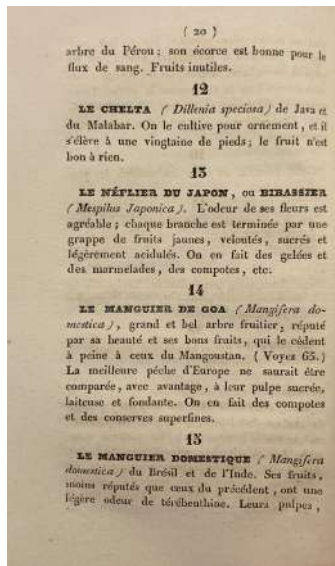 ( 20 )
arbre du Pérou; son écorce est bonne pour le
flux de sang. Fruits inutiles.
12
LE CHELTA ( Dillenia speciosa ) de Java et
du Malabar. On le cultive pour ornement, et il
s'élève à une vingtaine de pieds; le fruit n'est
bon à rien.
13
LE NÉFLIER DU JAPON, ou BIBASSIER
( Mespilus Japonica ). L'odeur de ses fleurs est
agréable; chaque branche est terminée par une
grappe de fruits jaunes, veloutés, sucrés et
légèrement acidulés. On en fait des gelées et
des marmelades, des compotes, etc.
14
LE MANGUIER DE GOA ( Mangifera do-
mestica ), grand et bel arbre fruitier, réputé
par sa beauté et ses bons fruits, qui le cèdent
à peine à ceux du Mangoustan. ( Voyez 65. )
La meilleure pêche d'Europe ne saurait être
comparée, avec avantage, à leur pulpe sucrée,
laiteuse et fondante. On en fait des compotes
et des conserves superfines.
15
LE MANGUIER DOMESTIQUE ( Mangifera
domestica ) du Brésil et de l'Inde. Ses fruits,
moins réputés que ceux du précédent, ont une
légère odeur de térébenthine. Leurs pulpes,